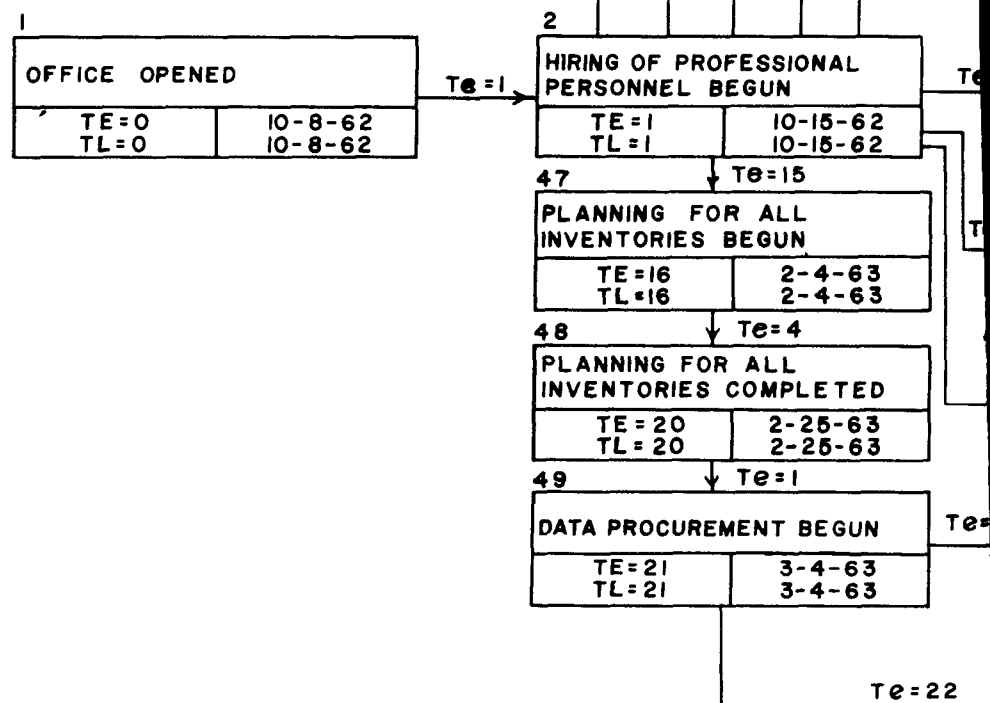 1
OFFICE OPENED
TE=0 10-8-62
TL=0 10-8-62
Te=1
2
HIRING OF PROFESSIONAL
PERSONNEL BEGUN
TE=1 10-15-62
TL=1 10-15-62
Te
Te=15
47
PLANNING FOR ALL
INVENTORIES BEGUN
TE=16 2-4-63
TL=16 2-4-63
Te=4
48
PLANNING FOR ALL
INVENTORIES COMPLETED
TE=20 2-25-63
TL=20 2-25-63
Te=1
49
DATA PROCUREMENT BEGUN
TE=21 3-4-63
TL=21 3-4-63
Te=
Te=22